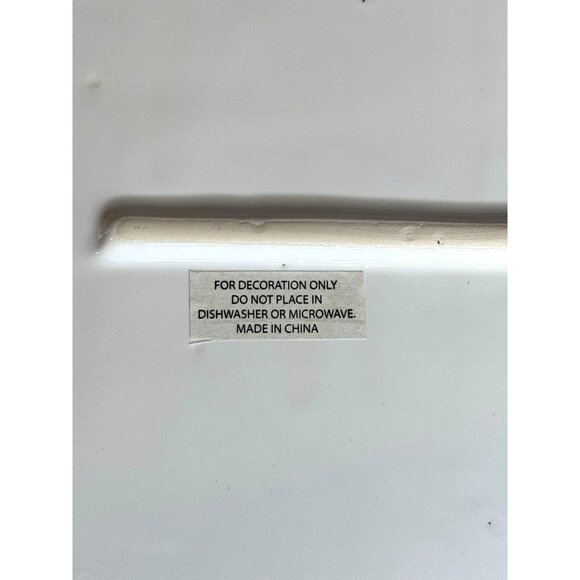 FOR DECORATION ONLY
DO NOT PLACE IN
DISHWASHER OR MICROWAVE.
MADE IN CHINA